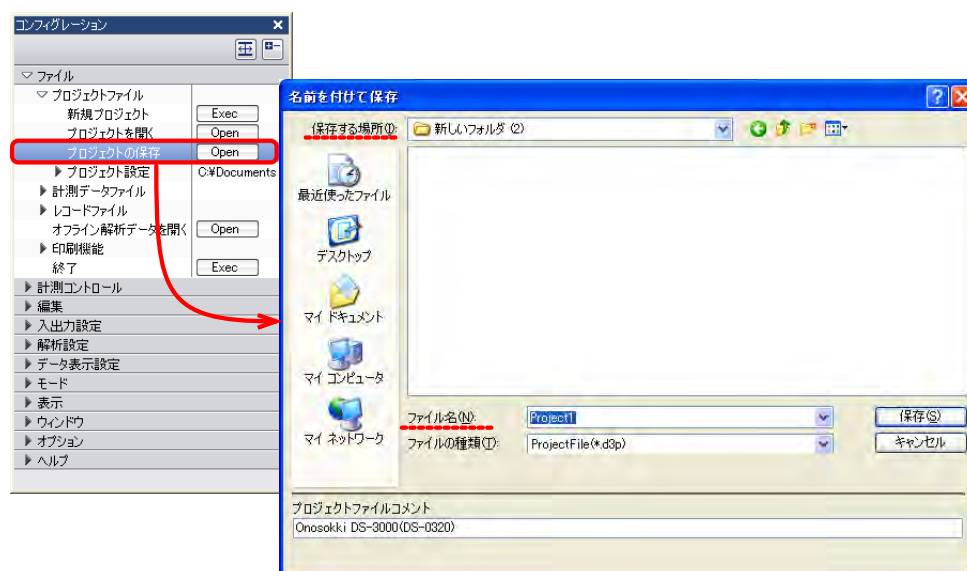 コンフィグレーション
ファイル
プロジェクトファイル
新規プロジェクト Exec
プロジェクトを開く Open
プロジェクトの保存 Open
プロジェクト設定 C:¥Documents
計測データファイル
レコードファイル
オフライン解析データを開く Open
印刷機能
終了 Exec
計測コントロール
編集
入出力設定
解析設定
データ表示設定
モード
表示
ウィンドウ
オプション
ヘルプ
名前を付けて保存
保存する場所(I): 新しいフォルダ (2)
最近使ったファイル
デスクトップ
マイ ドキュメント
マイ コンピュータ
マイ ネットワーク
ファイル名(N): Project1 保存(S)
ファイルの種類(T): ProjectFile(*.d3p) キャンセル
プロジェクトファイルコメント
Onosokki DS-3000(DS-0320)